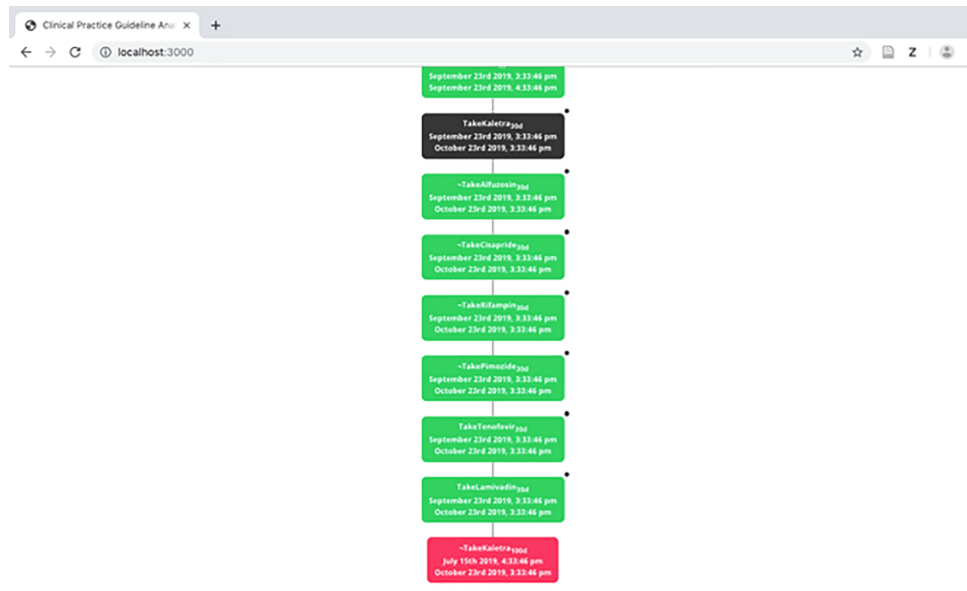 Clinical Practice Guideline Ana
localhost:3000
Z
September 23rd 2019, 3:33:46 pm
September 23rd 2019, 4:33:46 pm
TakeKaletra30d
September 23rd 2019, 3:33:46 pm
October 23rd 2019, 3:33:46 pm
~TakeAlfuzosin30d
September 23rd 2019, 3:33:46 pm
October 23rd 2019, 3:33:46 pm
~TakeCisapride30d
September 23rd 2019, 3:33:46 pm
October 23rd 2019, 3:33:46 pm
~TakeRifampin30d
September 23rd 2019, 3:33:46 pm
October 23rd 2019, 3:33:46 pm
~TakePimozide30d
September 23rd 2019, 3:33:46 pm
October 23rd 2019, 3:33:46 pm
TakeTenofovir30d
September 23rd 2019, 3:33:46 pm
October 23rd 2019, 3:33:46 pm
TakeLamivadin30d
September 23rd 2019, 3:33:46 pm
October 23rd 2019, 3:33:46 pm
~TakeKaletra100d
July 15th 2019, 4:33:46 pm
October 23rd 2019, 3:33:46 pm